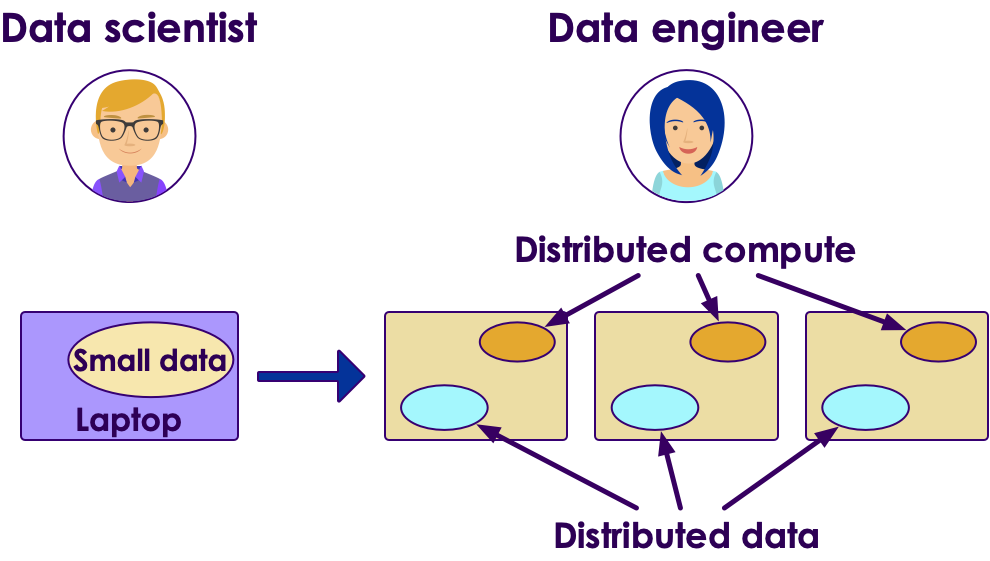 Data scientist
Data engineer
Distributed compute
Small data
Laptop
Distributed data